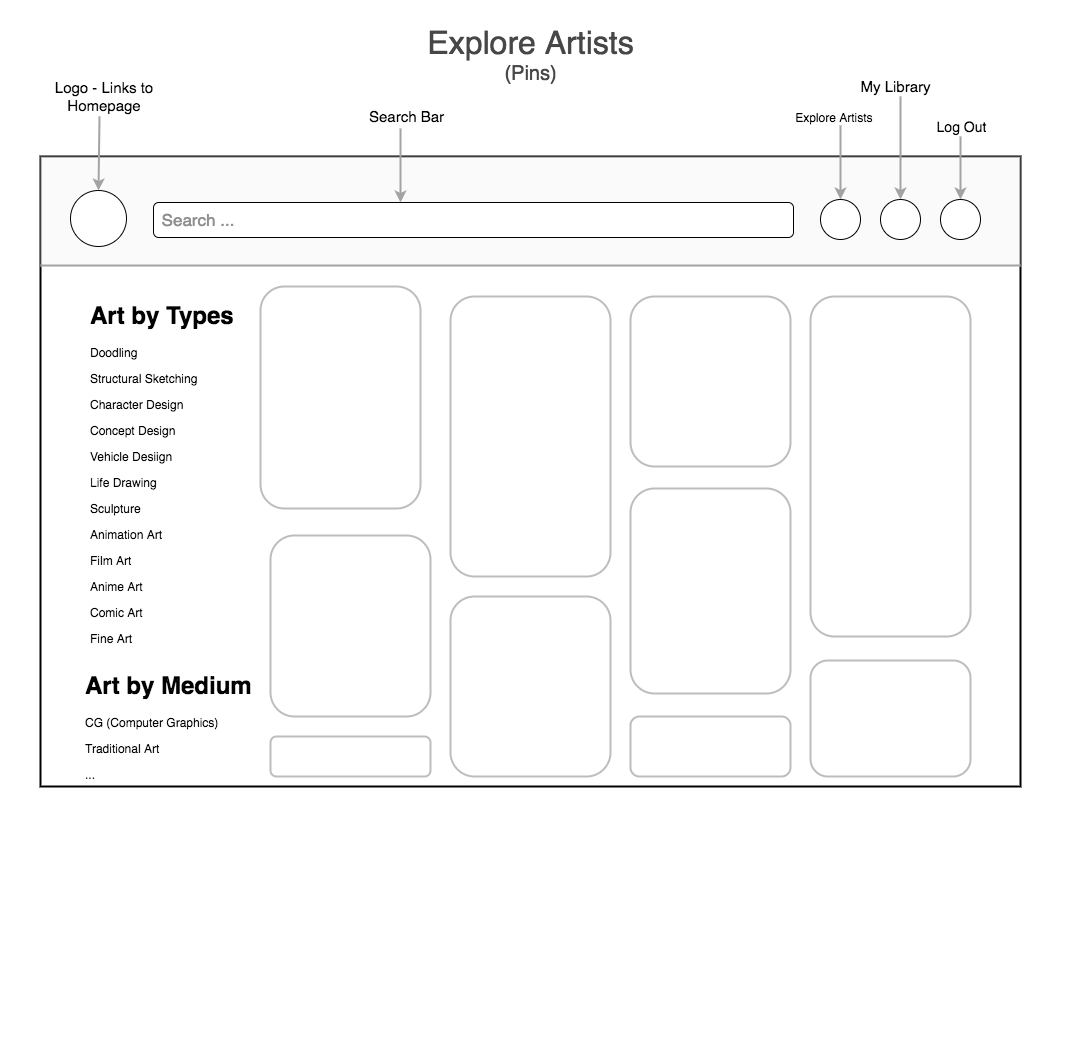 Explore Artists
(Pins)
Logo - Links to
Homepage
Search Bar
My Library
Explore Artists
Log Out
Search ...
Art by Types
Doodling
Structural Sketching
Character Design
Concept Design
Vehicle Desiign
Life Drawing
Sculpture
Animation Art
Film Art
Anime Art
Comic Art
Fine Art
Art by Medium
CG (Computer Graphics)
Traditional Art
...